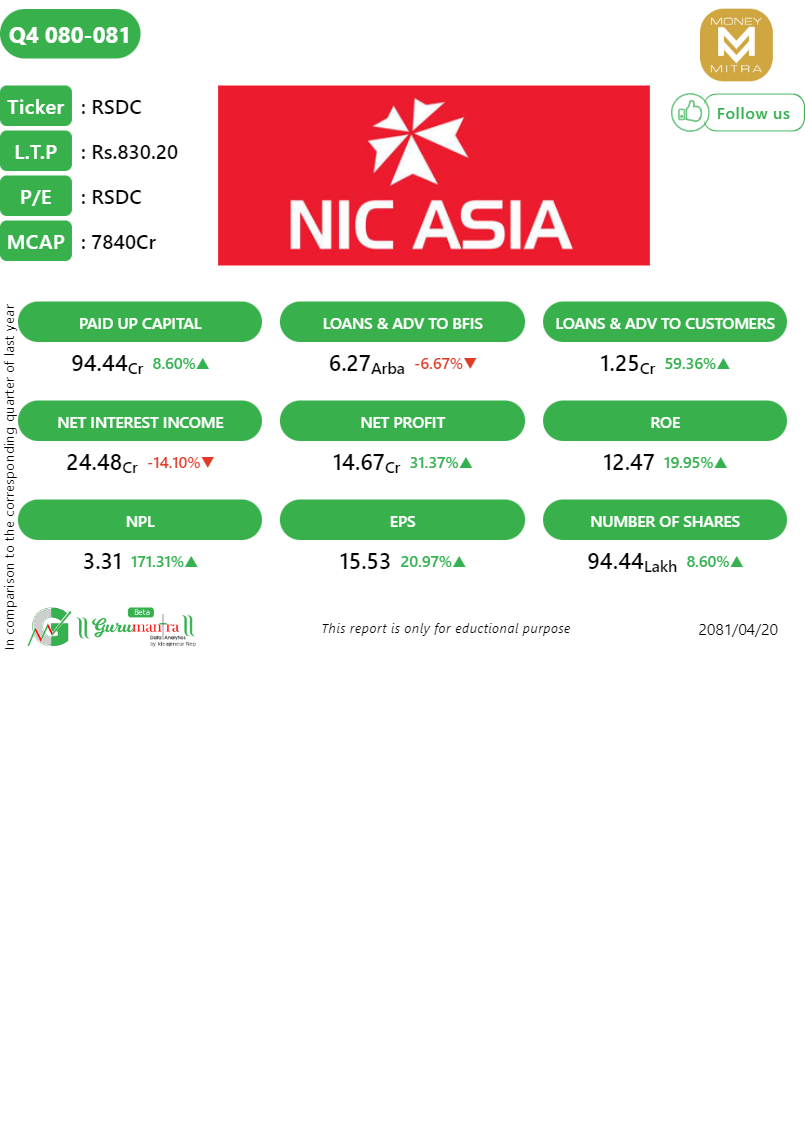 Q4 080-081
MONEY
MITRA
Ticker : RSDC
L.T.P : Rs.830.20
P/E : RSDC
MCAP : 7840Cr
NIC ASIA
Follow us
In comparison to the corresponding quarter of last year
PAID UP CAPITAL
94.44Cr 8.60%▲
LOANS & ADV TO BFIS
6.27Arba -6.67%▼
LOANS & ADV TO CUSTOMERS
1.25Cr 59.36%▲
NET INTEREST INCOME
24.48Cr -14.10%▼
NET PROFIT
14.67Cr 31.37%▲
ROE
12.47 19.95%▲
NPL
3.31 171.31%▲
EPS
15.53 20.97%▲
NUMBER OF SHARES
94.44Lakh 8.60%▲
Beta
Gurumantra
Data Analytics
This report is only for eductional purpose
2081/04/20